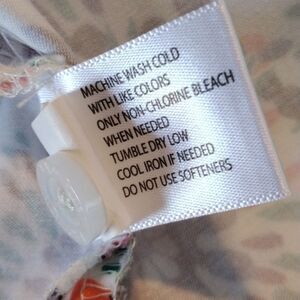 MACHINE WASH COLD
WITH LIKE COLORS
ONLY NON-CHLORINE BLEACH
WHEN NEEDED
TUMBLE DRY LOW
COOL IRON IF NEEDED
DO NOT USE SOFTENERS